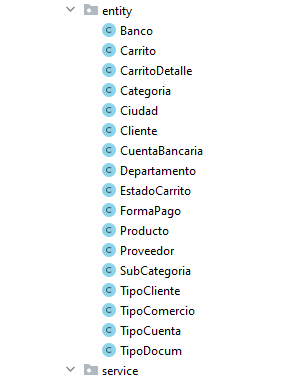 entity
Banco
Carrito
CarritoDetalle
Categoria
Ciudad
Cliente
CuentaBancaria
Departamento
EstadoCarrito
FormaPago
Producto
Proveedor
SubCategoria
TipoCliente
TipoComercio
TipoCuenta
TipoDocum
service